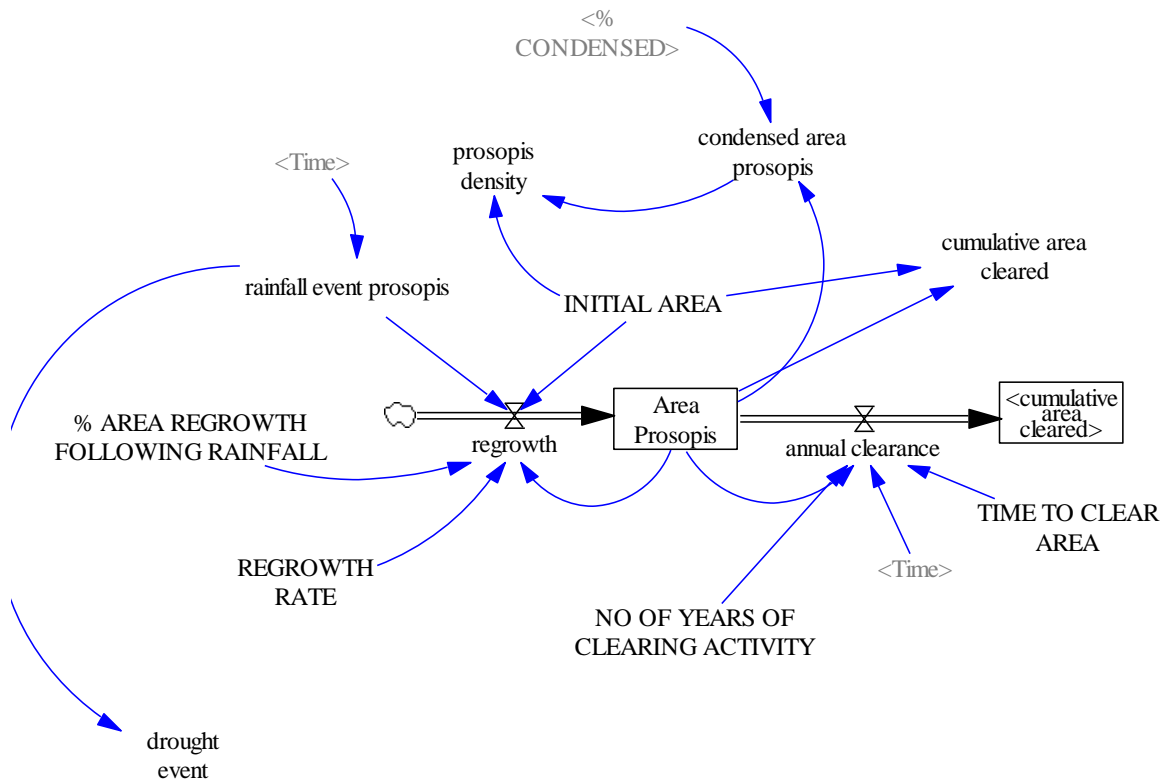 <%
CONDENSED>
condensed area
prosopis
prosopis
density
<Time>
cumulative area
cleared
rainfall event prosopis
INITIAL AREA
% AREA REGROWTH
FOLLOWING RAINFALL
regrowth
Area
Prosopis
annual clearance
<cumulative
area
cleared>
TIME TO CLEAR
AREA
REGROWTH
RATE
<Time>
NO OF YEARS OF
CLEARING ACTIVITY
drought
event